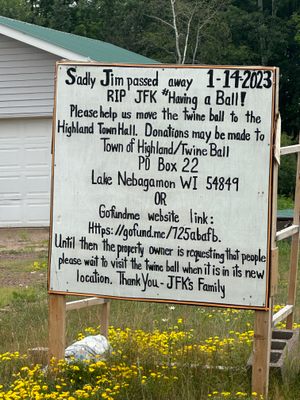 Sadly Jim passed away 1-14-2023
RIP JFK #Having a Ball!
Please help us move the twine ball to the
Highland Town Hall. Donations may be made to
Town of Highland/Twine Ball
PO Box 22
Lake Nebagamon WI 54849
OR
Gofundme website link:
Https://gofund.me/725abafb.
Until then the property owner is requesting that people
please wait to visit the twine ball when it is in its new
location. Thank You - JFK's Family